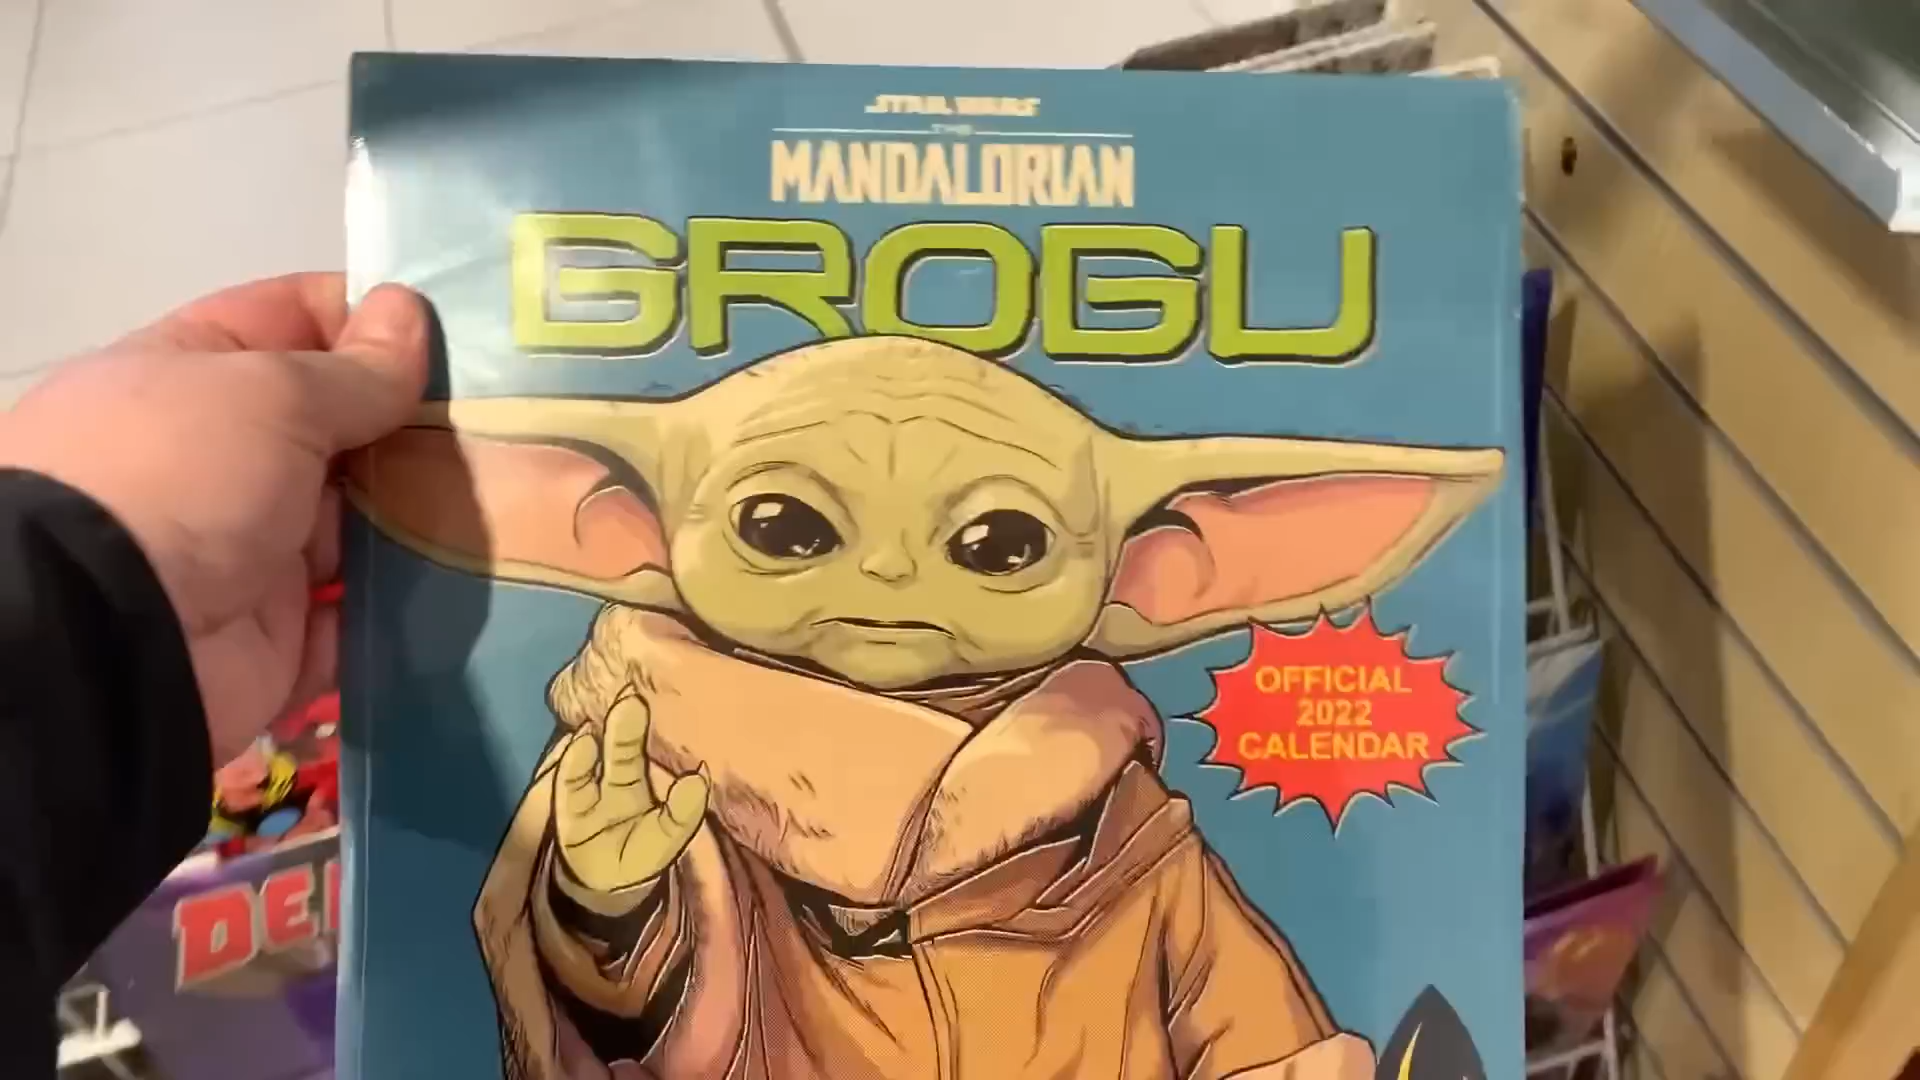 STAR WARS
THE
MANDALORIAN
GROGU
OFFICIAL
2022
CALENDAR
DE